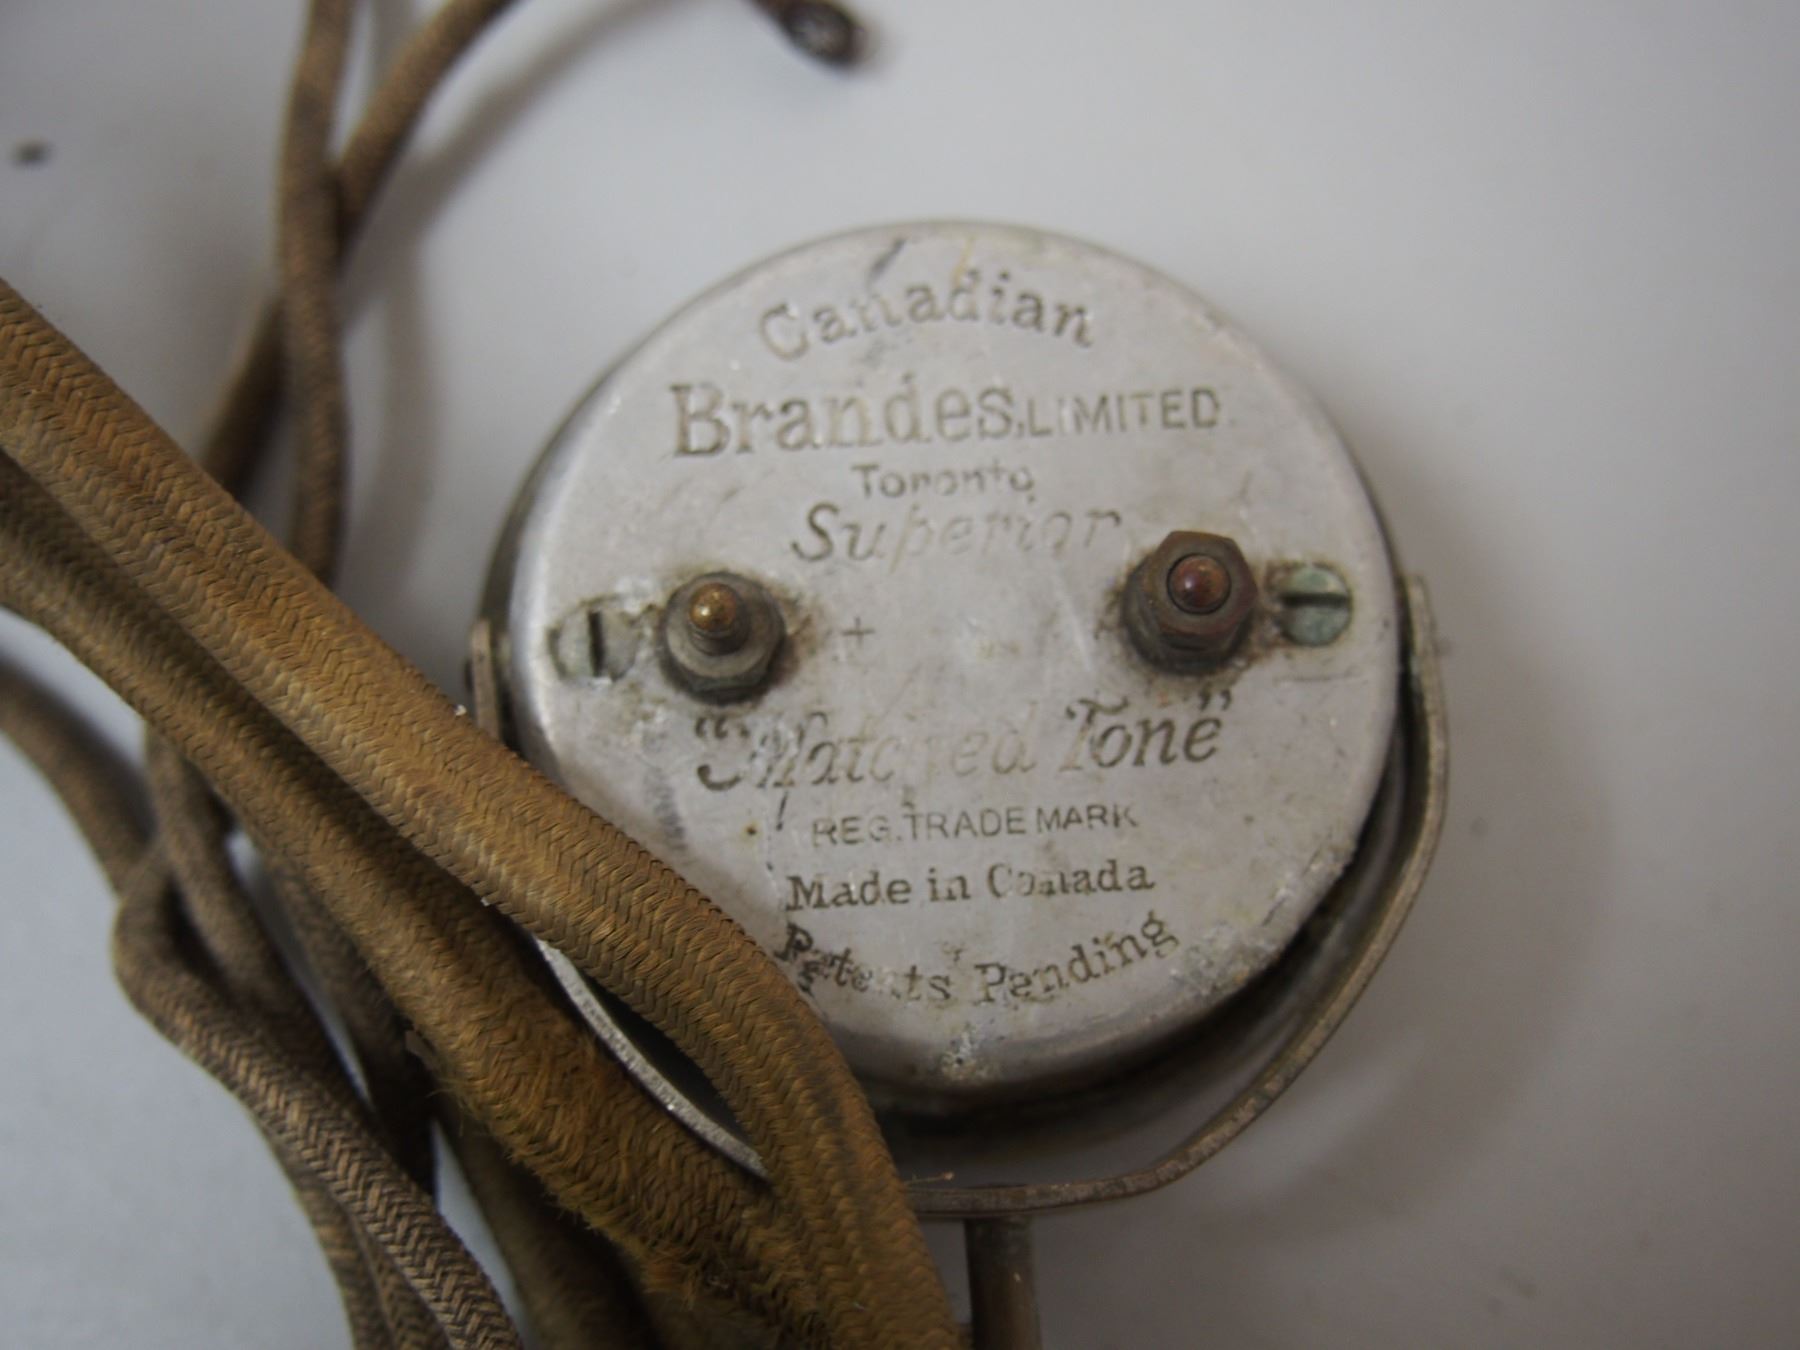 Canadian
Brandes, LIMITED.
Toronto
Superior
+
"Matched Tone"
REG. TRADE MARK
Made in Canada
Patents Pending